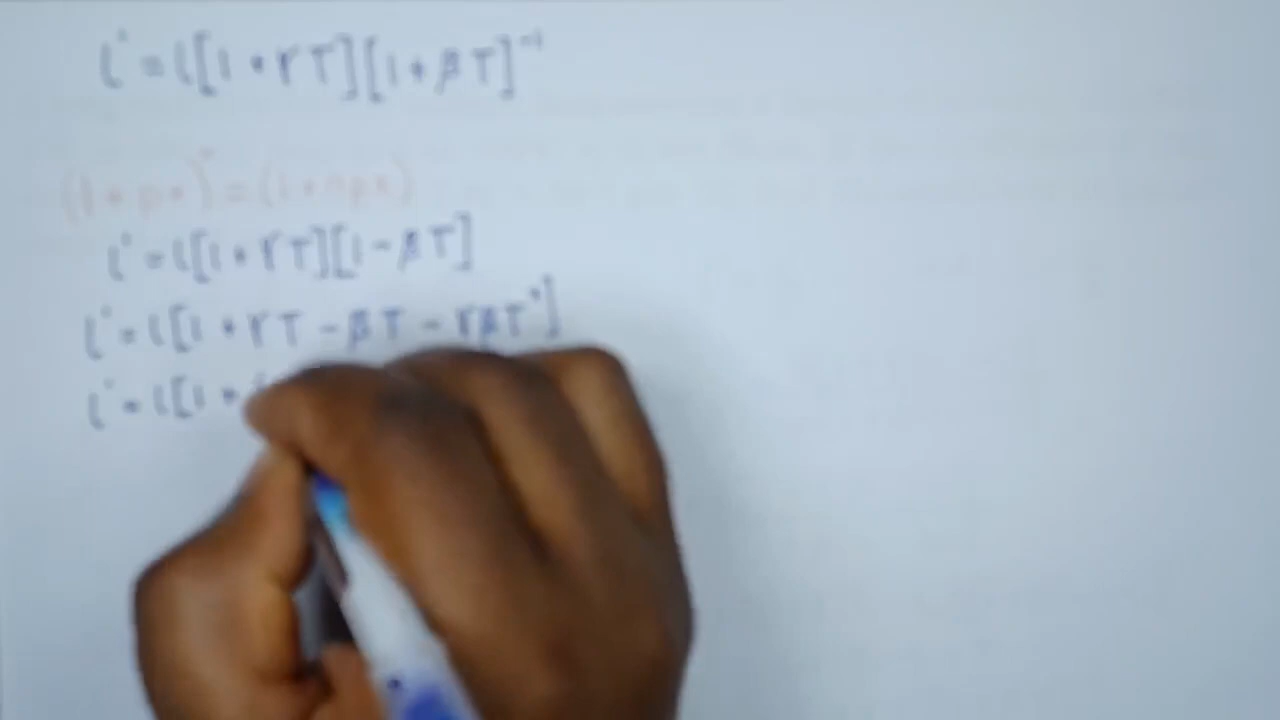 l' = l[1 + γT][1 + βT]⁻¹
(1 + px)ⁿ = (1 + npx)
l' = l[1 + γT][1 - βT]
l' = l[1 + γT - βT - γβT²]
l' = l[1 +